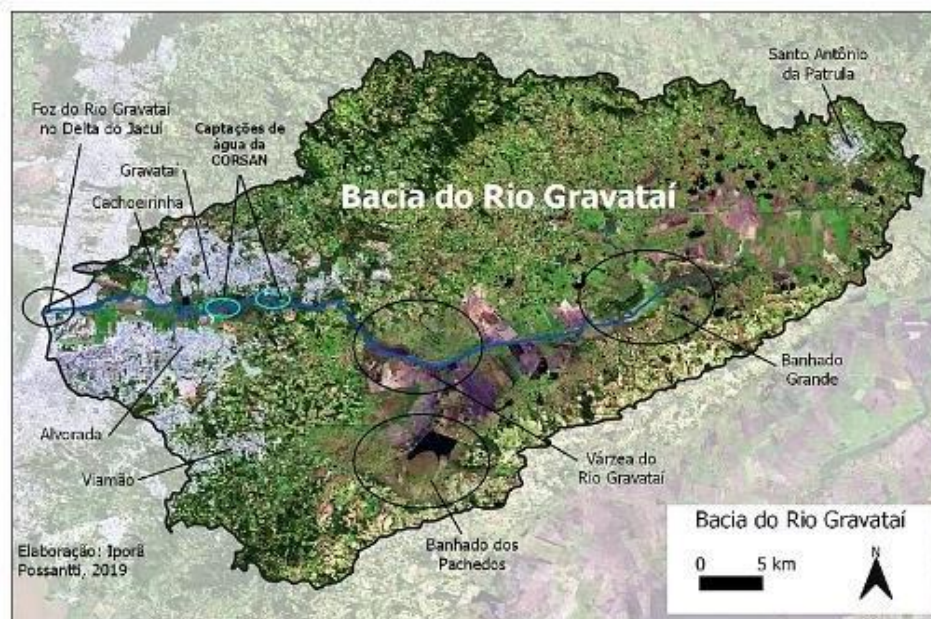 Santo Antônio
da Patrulla
Foz do Rio Gravataí
no Delta do Jacuí
Captações de
água da
CORSAN
Gravataí
Cachoeirinha
Bacia do Rio Gravataí
Banhado
Grande
Alvorada
Viamão
Várzea do
Rio Gravataí
Banhado dos
Pachedos
Elaboração: Iporã
Possantti, 2019
Bacia do Rio Gravataí
0 5 km
N